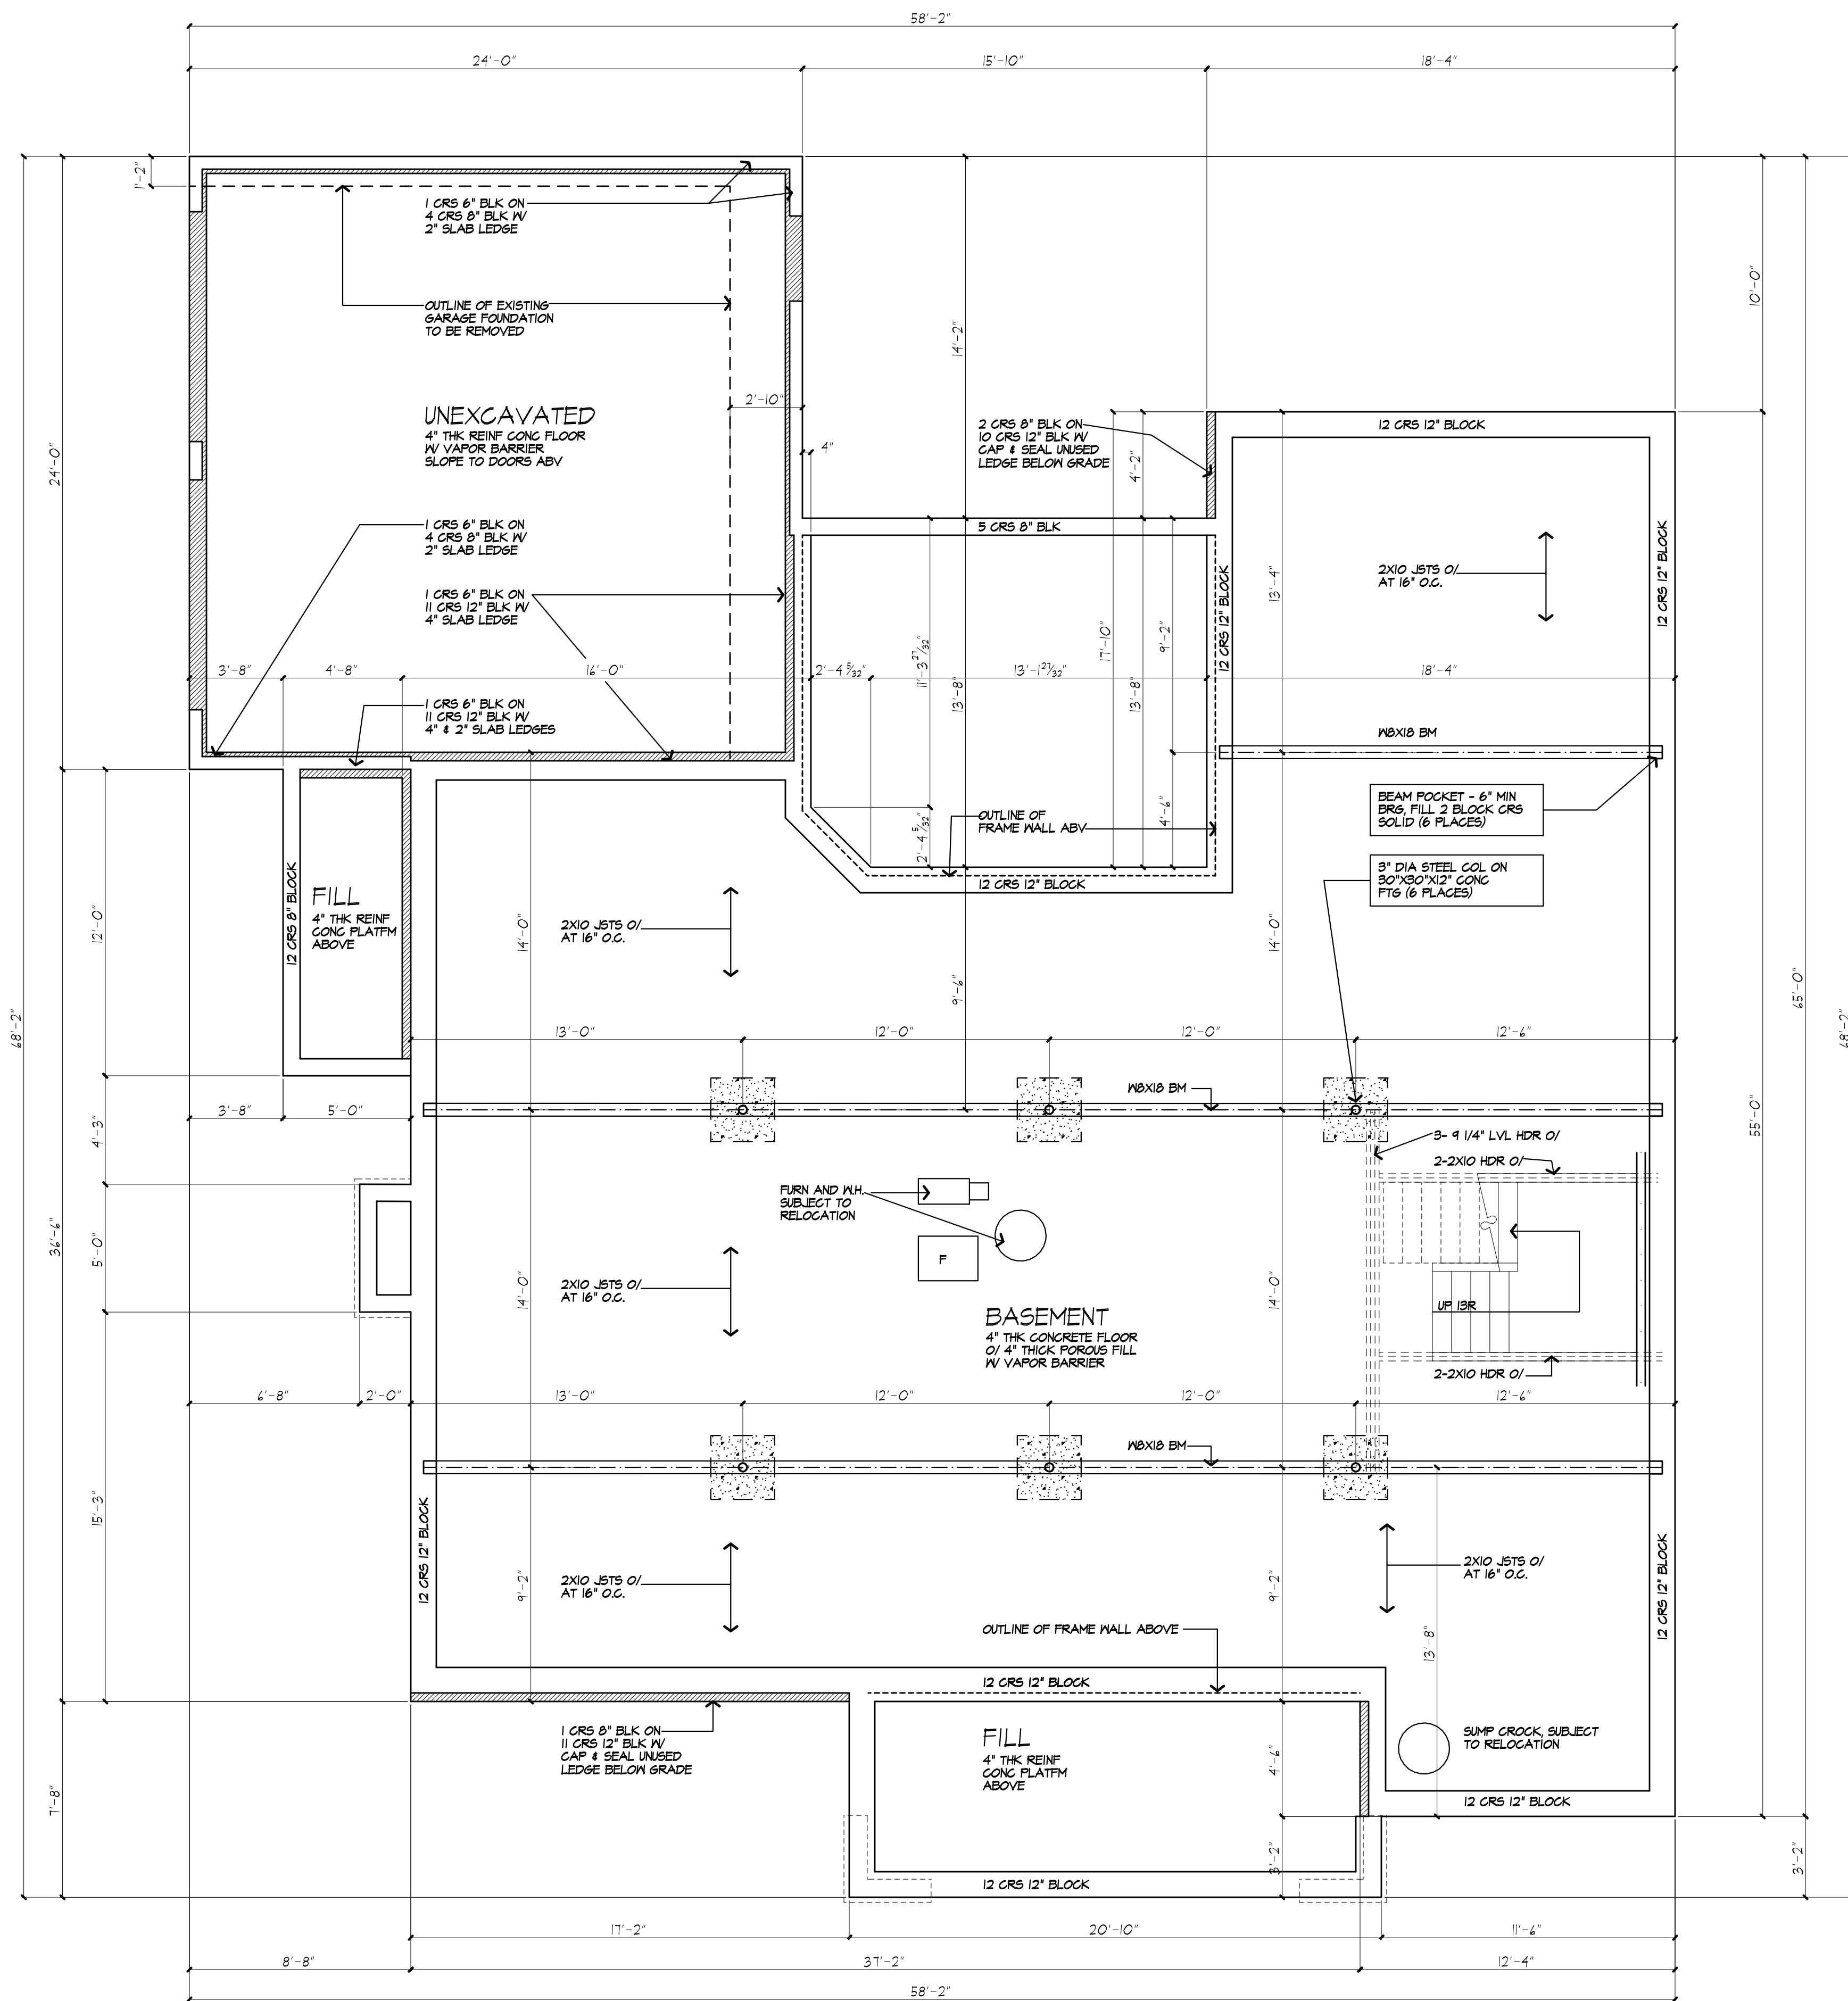 58'-2"
24'-0"
15'-10"
18'-4"
1'-2"
1 CRS 6" BLK ON
4 CRS 8" BLK W/
2" SLAB LEDGE
OUTLINE OF EXISTING
GARAGE FOUNDATION
TO BE REMOVED
14'-2"
10'-0"
2'-10"
UNEXCAVATED
4" THK REINF CONC FLOOR
W/ VAPOR BARRIER
SLOPE TO DOORS ABV
4"
2 CRS 8" BLK ON
10 CRS 12" BLK W/
CAP & SEAL UNUSED
LEDGE BELOW GRADE
4'-2"
12 CRS 12" BLOCK
24'-0"
5 CRS 8" BLK
1 CRS 6" BLK ON
4 CRS 8" BLK W/
2" SLAB LEDGE
1 CRS 6" BLK ON
11 CRS 12" BLK W/
4" SLAB LEDGE
12 CRS 12" BLOCK
13'-4"
2X10 JSTS O/
AT 16" O.C.
12 CRS 12" BLOCK
3'-8"
4'-8"
16'-0"
2'-4 5/32"
11'-3 27/32"
13'-8"
13'-1 27/32"
17'-10"
13'-8"
9'-2"
18'-4"
1 CRS 6" BLK ON
11 CRS 12" BLK W/
4" & 2" SLAB LEDGES
W8X18 BM
BEAM POCKET - 6" MIN
BRG, FILL 2 BLOCK CRS
SOLID (6 PLACES)
OUTLINE OF
FRAME WALL ABV
2'-4 5/32"
4'-6"
12 CRS 12" BLOCK
3" DIA STEEL COL ON
30"X30"X12" CONC
FTG (6 PLACES)
12'-0"
12 CRS 8" BLOCK
FILL
4" THK REINF
CONC PLATFM
ABOVE
14'-0"
2X10 JSTS O/
AT 16" O.C.
9'-6"
14'-0"
65'-0"
68'-2"
68'-2"
13'-0"
12'-0"
12'-0"
12'-6"
W8X18 BM
3'-8"
5'-0"
4'-3"
55'-0"
3- 9 1/4" LVL HDR O/
2-2X10 HDR O/
FURN AND W.H.
SUBJECT TO
RELOCATION
36'-6"
5'-0"
F
2X10 JSTS O/
AT 16" O.C.
14'-0"
14'-0"
UP 13R
BASEMENT
4" THK CONCRETE FLOOR
O/ 4" THICK POROUS FILL
W/ VAPOR BARRIER
2-2X10 HDR O/
6'-8"
2'-0"
13'-0"
12'-0"
12'-0"
12'-6"
W8X18 BM
15'-3"
12 CRS 12" BLOCK
9'-2"
2X10 JSTS O/
AT 16" O.C.
9'-2"
2X10 JSTS O/
AT 16" O.C.
12 CRS 12" BLOCK
OUTLINE OF FRAME WALL ABOVE
13'-8"
12 CRS 12" BLOCK
1 CRS 8" BLK ON
11 CRS 12" BLK W/
CAP & SEAL UNUSED
LEDGE BELOW GRADE
FILL
4" THK REINF
CONC PLATFM
ABOVE
4'-6"
SUMP CROCK, SUBJECT
TO RELOCATION
7'-8"
12 CRS 12" BLOCK
3'-2"
3'-2"
12 CRS 12" BLOCK
17'-2"
20'-10"
11'-6"
8'-8"
37'-2"
12'-4"
58'-2"